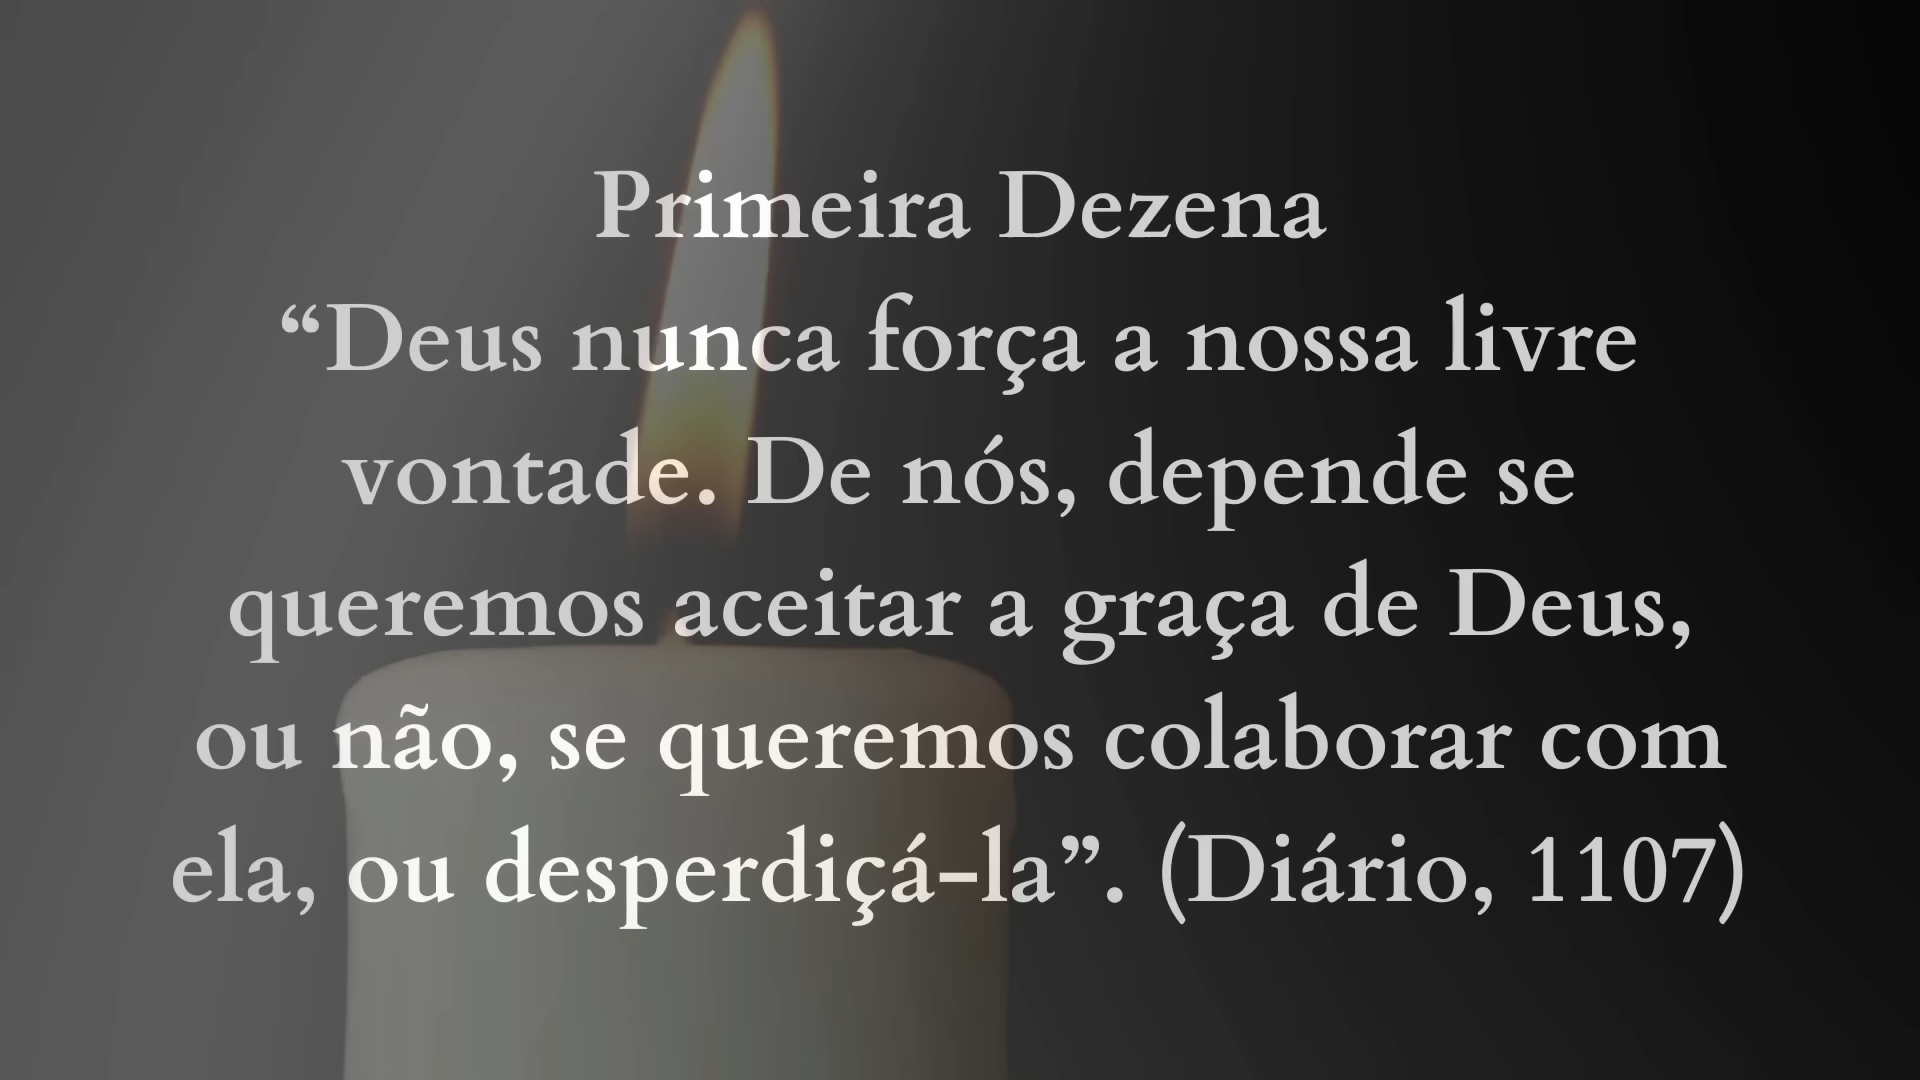 Primeira Dezena
“Deus nunca força a nossa livre
vontade. De nós, depende se
queremos aceitar a graça de Deus,
ou não, se queremos colaborar com
ela, ou desperdiçá-la”. (Diário, 1107)